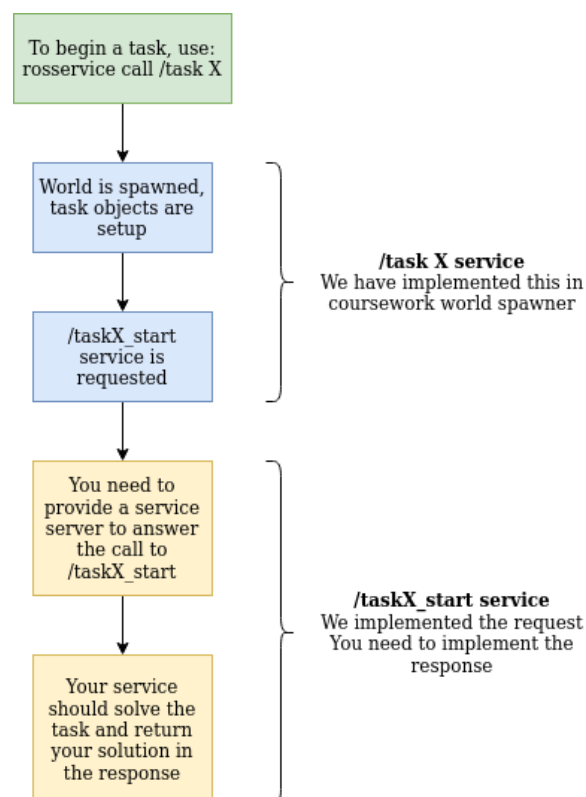 To begin a task, use:
rosservice call /task X
World is spawned,
task objects are
setup
/task X service
We have implemented this in
coursework world spawner
/taskX_start
service is
requested
You need to
provide a service
server to answer
the call to
/taskX_start
/taskX_start service
We implemented the request
You need to implement the
response
Your service
should solve the
task and return
your solution in
the response